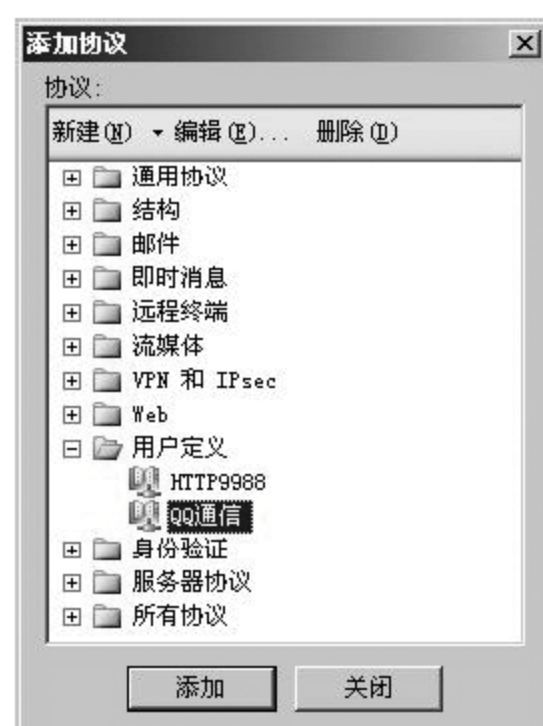 添加协议
协议:
新建(N) 编辑(E)... 删除(D)
通用协议
结构
邮件
即时消息
远程终端
流媒体
VPN 和 IPsec
Web
用户定义
HTTP9988
QQ通信
身份验证
服务器协议
所有协议
添加 关闭